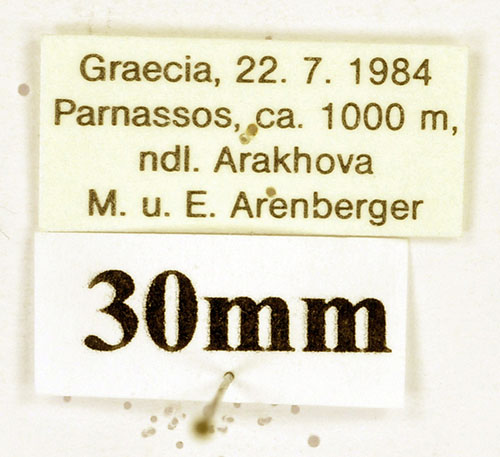 Graecia, 22. 7. 1984
Parnassos, ca. 1000 m,
ndl. Arakhova
M. u. E. Arenberger
30mm